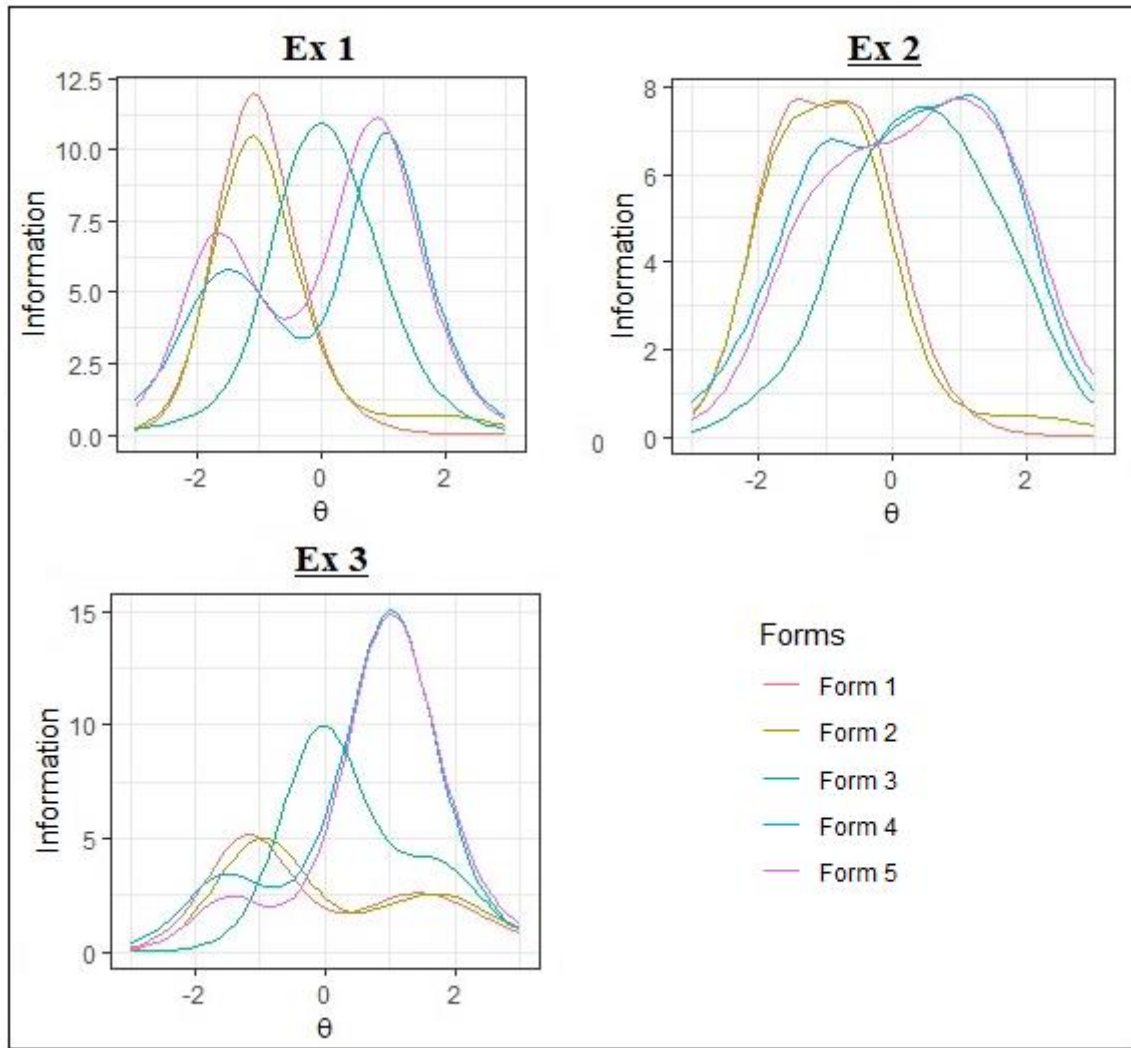 Ex 1
12.5
10.0
7.5
5.0
2.5
0.0
Information
-2 0 2
θ
Ex 2
8
6
4
2
0
0
Information
-2 0 2
θ
Ex 3
15
10
5
0
Information
-2 0 2
θ
Forms
Form 1
Form 2
Form 3
Form 4
Form 5